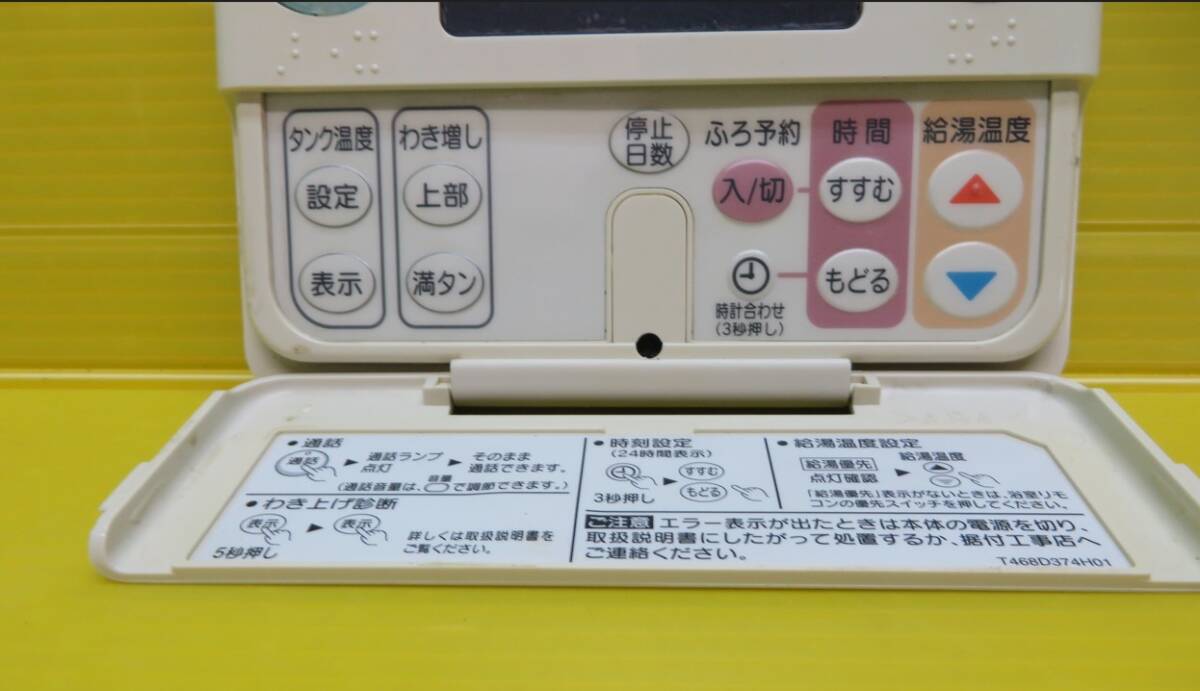 タンク温度
設定
表示
わき増し
上部
満タン
停止
日数
ふろ予約
入/切
時計合わせ
(3秒押し)
時間
すすむ
もどる
給湯温度
●通話
通話 ▶ 通話ランプ ▶ そのまま
点灯 通話できます。
(通話音量は、音量で調節できます。)
●わき上げ診断
表示 ▶ 表示 詳しくは取扱説明書を
5秒押し ご覧ください。
●時刻設定
(24時間表示)
すすむ
3秒押し もどる
●給湯温度設定
給湯優先 ▶ 給湯温度
点灯確認
「給湯優先」表示がないときは、浴室リモ
コンの優先スイッチを押してください。
ご注意 エラー表示が出たときは本体の電源を切り、
取扱説明書にしたがって処置するか、据付工事店へ
ご連絡ください。
T468D374H01